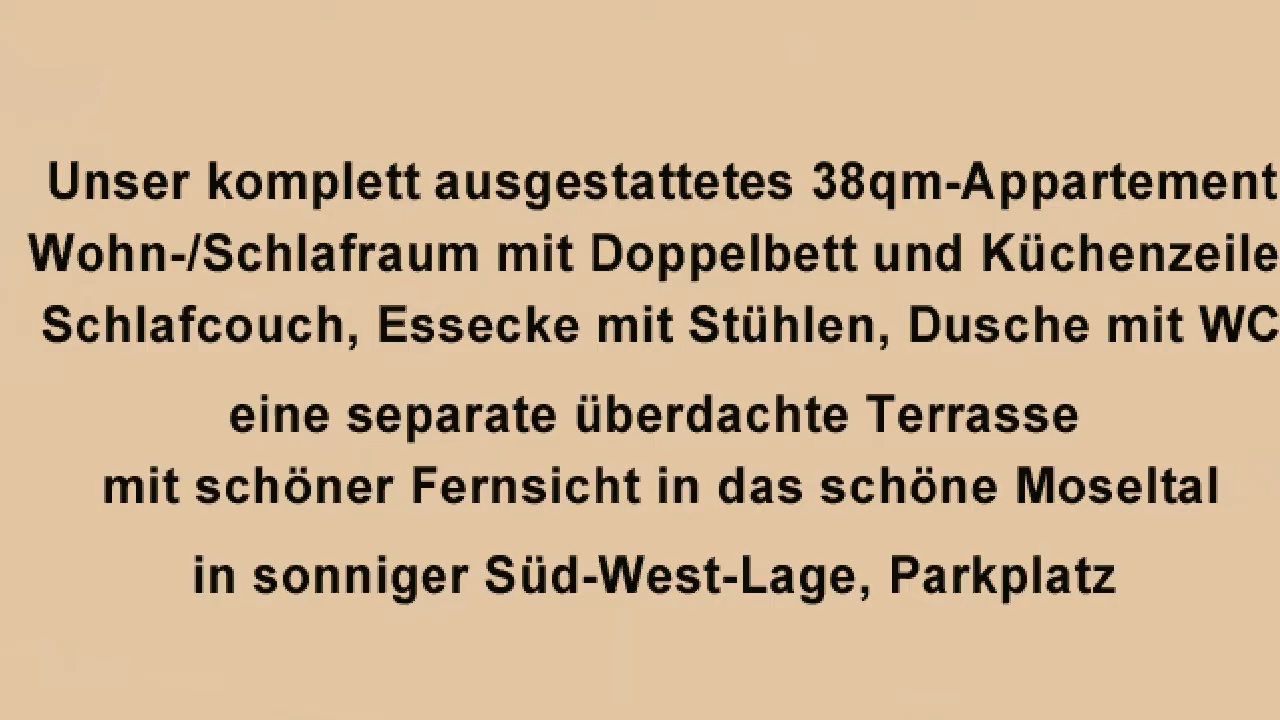 Unser komplett ausgestattetes 38qm-Appartement
Wohn-/Schlafraum mit Doppelbett und Küchenzeile
Schlafcouch, Essecke mit Stühlen, Dusche mit WC
eine separate überdachte Terrasse
mit schöner Fernsicht in das schöne Moseltal
in sonniger Süd-West-Lage, Parkplatz